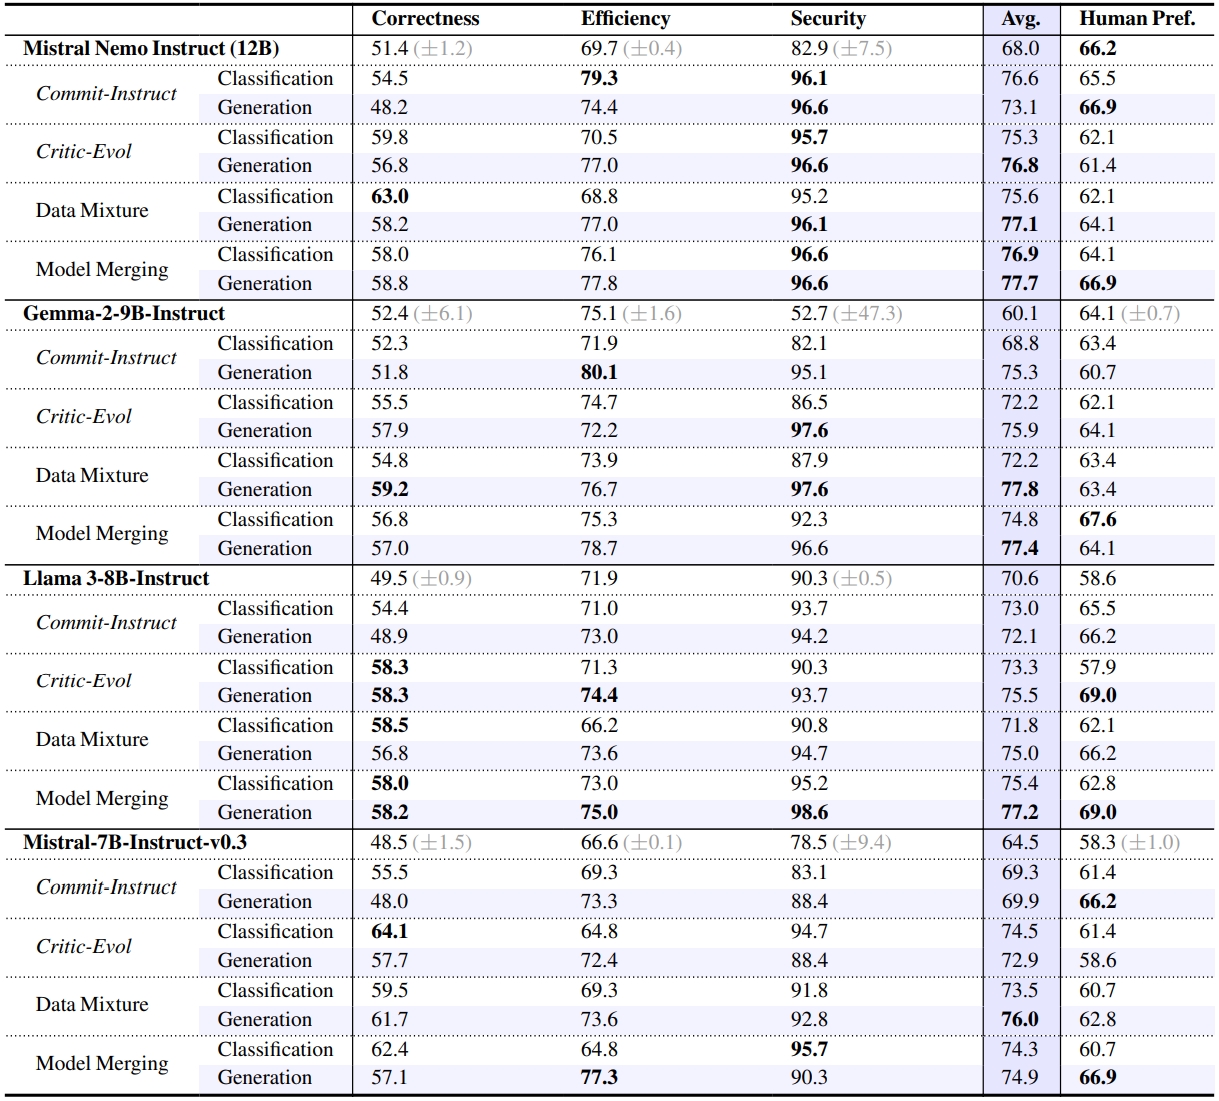 Correctness Efficiency Security Avg. Human Pref.
Mistral Nemo Instruct (12B) 51.4 (±1.2) 69.7 (±0.4) 82.9 (±7.5) 68.0 66.2
Commit-Instruct Classification 54.5 79.3 96.1 76.6 65.5
Generation 48.2 74.4 96.6 73.1 66.9
Critic-Evol Classification 59.8 70.5 95.7 75.3 62.1
Generation 56.8 77.0 96.6 76.8 61.4
Data Mixture Classification 63.0 68.8 95.2 75.6 62.1
Generation 58.2 77.0 96.1 77.1 64.1
Model Merging Classification 58.0 76.1 96.6 76.9 64.1
Generation 58.8 77.8 96.6 77.7 66.9
Gemma-2-9B-Instruct 52.4 (±6.1) 75.1 (±1.6) 52.7 (±47.3) 60.1 64.1 (±0.7)
Commit-Instruct Classification 52.3 71.9 82.1 68.8 63.4
Generation 51.8 80.1 95.1 75.3 60.7
Critic-Evol Classification 55.5 74.7 86.5 72.2 62.1
Generation 57.9 72.2 97.6 75.9 64.1
Data Mixture Classification 54.8 73.9 87.9 72.2 63.4
Generation 59.2 76.7 97.6 77.8 63.4
Model Merging Classification 56.8 75.3 92.3 74.8 67.6
Generation 57.0 78.7 96.6 77.4 64.1
Llama 3-8B-Instruct 49.5 (±0.9) 71.9 90.3 (±0.5) 70.6 58.6
Commit-Instruct Classification 54.4 71.0 93.7 73.0 65.5
Generation 48.9 73.0 94.2 72.1 66.2
Critic-Evol Classification 58.3 71.3 90.3 73.3 57.9
Generation 58.3 74.4 93.7 75.5 69.0
Data Mixture Classification 58.5 66.2 90.8 71.8 62.1
Generation 56.8 73.6 94.7 75.0 66.2
Model Merging Classification 58.0 73.0 95.2 75.4 62.8
Generation 58.2 75.0 98.6 77.2 69.0
Mistral-7B-Instruct-v0.3 48.5 (±1.5) 66.6 (±0.1) 78.5 (±9.4) 64.5 58.3 (±1.0)
Commit-Instruct Classification 55.5 69.3 83.1 69.3 61.4
Generation 48.0 73.3 88.4 69.9 66.2
Critic-Evol Classification 64.1 64.8 94.7 74.5 61.4
Generation 57.7 72.4 88.4 72.9 58.6
Data Mixture Classification 59.5 69.3 91.8 73.5 60.7
Generation 61.7 73.6 92.8 76.0 62.8
Model Merging Classification 62.4 64.8 95.7 74.3 60.7
Generation 57.1 77.3 90.3 74.9 66.9